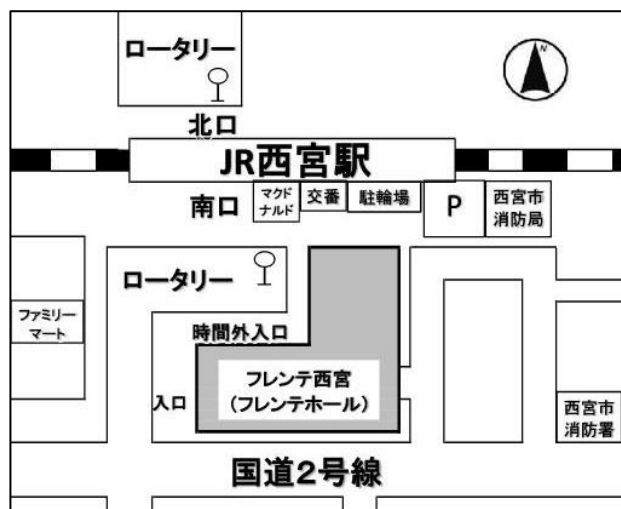 ロータリー
N
北口
JR西宮駅
南口
マクド
ナルド
交番
駐輪場
P
西宮市
消防局
ロータリー
ファミリー
マート
時間外入口
フレンテ西宮
（フレンテホール）
入口
西宮市
消防署
国道2号線